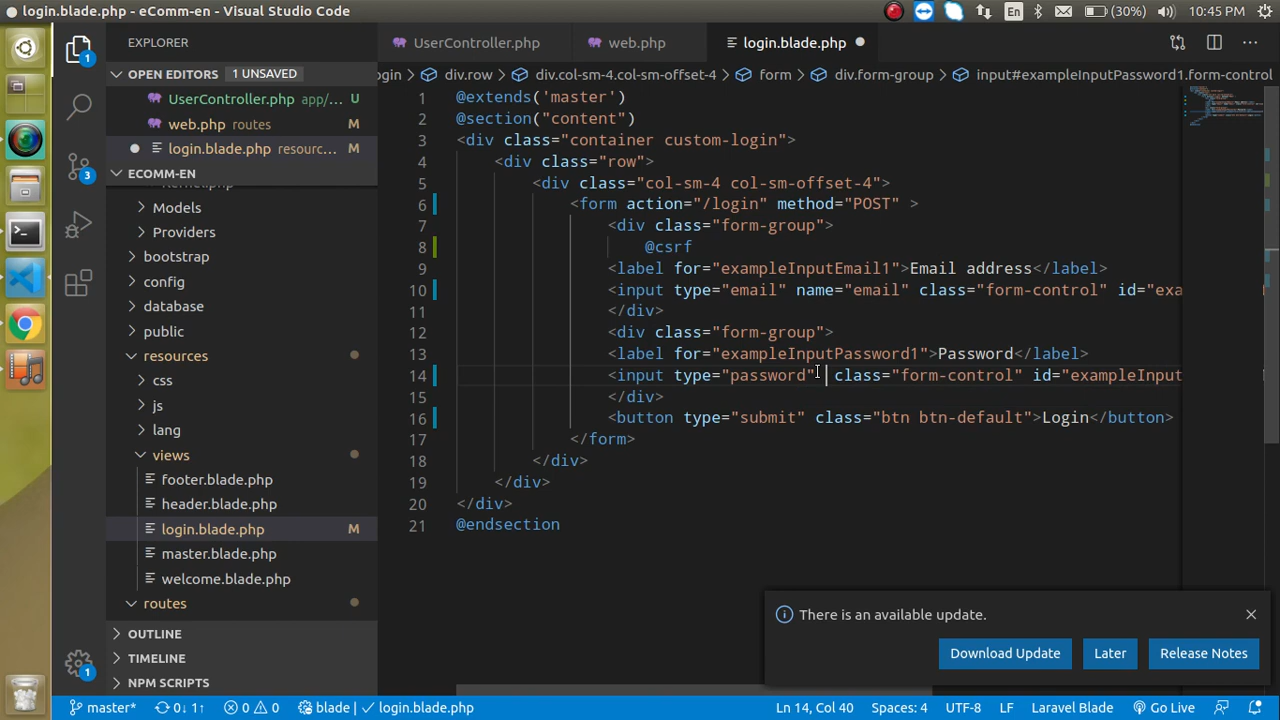 login.blade.php - eComm-en - Visual Studio Code
En
(30%)
10:45 PM
EXPLORER
OPEN EDITORS
1 UNSAVED
UserController.php app/... U
web.php routes M
login.blade.php resourc... M
ECOMM-EN
Models
Providers
bootstrap
config
database
public
resources
css
js
lang
views
footer.blade.php
header.blade.php
login.blade.php M
master.blade.php
welcome.blade.php
routes
OUTLINE
TIMELINE
NPM SCRIPTS
1
3
1
UserController.php
web.php
login.blade.php
ogin > div.row > div.col-sm-4.col-sm-offset-4 > form > div.form-group > input#exampleInputPassword1.form-control
1 @extends('master')
2 @section("content")
3 <div class="container custom-login">
4 <div class="row">
5 <div class="col-sm-4 col-sm-offset-4">
6 <form action="/login" method="POST" >
7 <div class="form-group">
8 @csrf
9 <label for="exampleInputEmail1">Email address</label>
10 <input type="email" name="email" class="form-control" id="exa
11 </div>
12 <div class="form-group">
13 <label for="exampleInputPassword1">Password</label>
14 <input type="password" class="form-control" id="exampleInput
15 </div>
16 <button type="submit" class="btn btn-default">Login</button>
17 </form>
18 </div>
19 </div>
20 </div>
21 @endsection
There is an available update.
Download Update
Later
Release Notes
master*
0↓ 1↑
0
0
blade
login.blade.php
Ln 14, Col 40
Spaces: 4
UTF-8
LF
Laravel Blade
Go Live